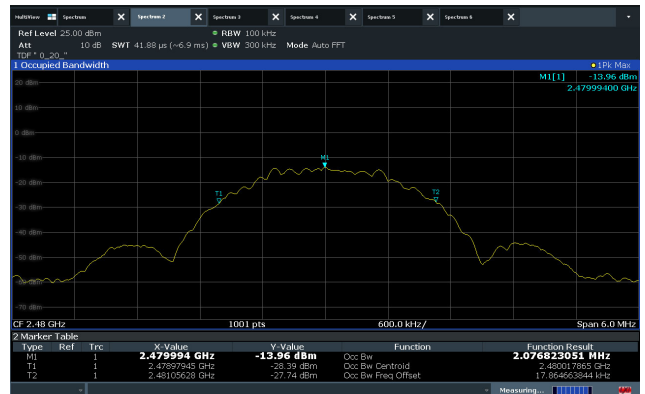 MultiView Spectrum X Spectrum 2 X Spectrum 3 X Spectrum 4 X Spectrum 5 X Spectrum 6 X
Ref Level 25.00 dBm RBW 100 kHz
Att 10 dB SWT 41.88 µs (~6.9 ms) VBW 300 kHz Mode Auto FFT
TDF " 0_20_"
1 Occupied Bandwidth 1Pk Max
M1[1] -13.96 dBm
2.47999400 GHz
20 dBm
10 dBm
0 dBm
-10 dBm
M1
-20 dBm
T1 T2
-30 dBm
-40 dBm
-50 dBm
-60 dBm
-70 dBm
CF 2.48 GHz 1001 pts 600.0 kHz/ Span 6.0 MHz
2 Marker Table
Type Ref Trc X-Value Y-Value Function Function Result
M1 1 2.479994 GHz -13.96 dBm Occ Bw 2.076823051 MHz
T1 1 2.47897945 GHz -28.39 dBm Occ Bw Centroid 2.480017865 GHz
T2 1 2.48105628 GHz -27.74 dBm Occ Bw Freq Offset 17.864663844 kHz
Measuring...